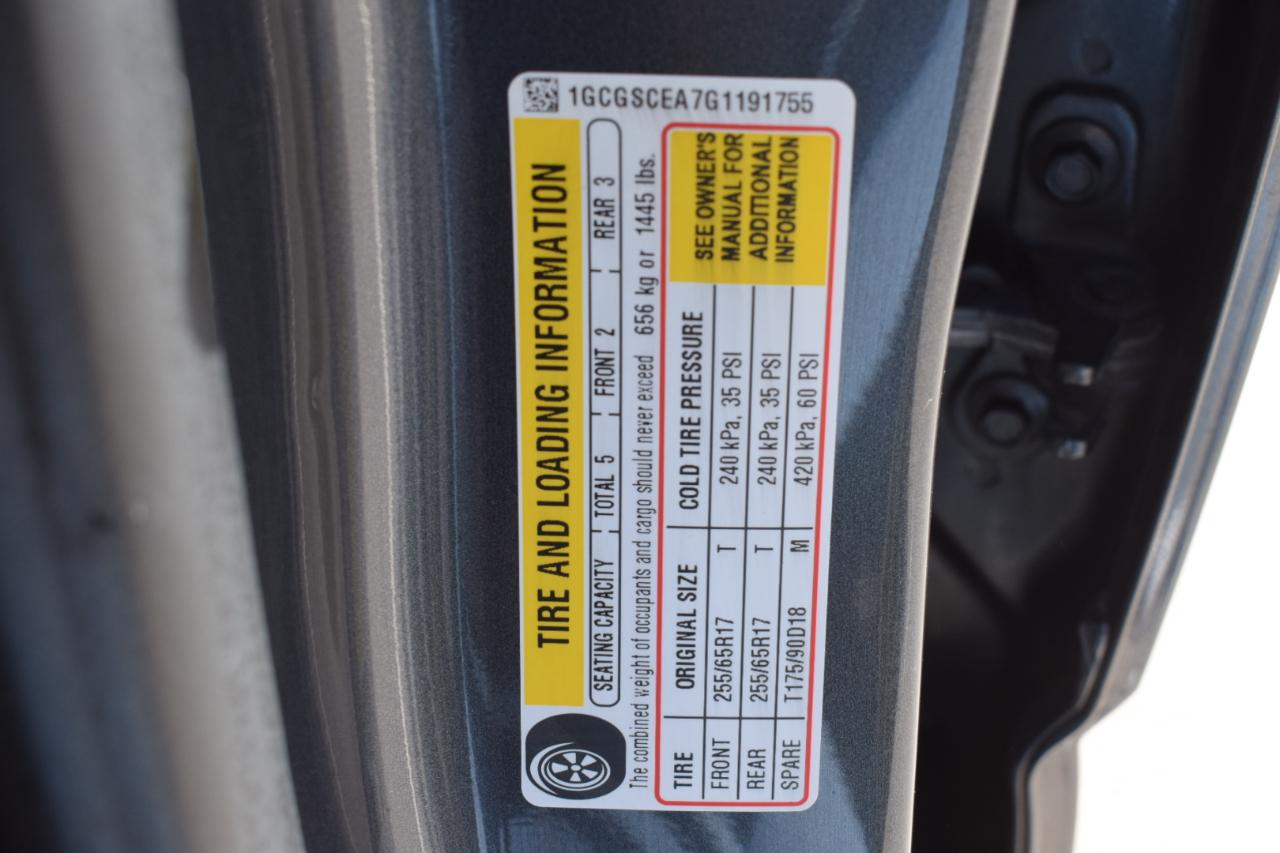 1GCGSCEA7G1191755
TIRE AND LOADING INFORMATION
SEATING CAPACITY TOTAL 5 FRONT 2 REAR 3
The combined weight of occupants and cargo should never exceed 656 kg or 1445 lbs.
TIRE ORIGINAL SIZE COLD TIRE PRESSURE
FRONT 255/65R17 T 240 kPa, 35 PSI
REAR 255/65R17 T 240 kPa, 35 PSI
SPARE T175/90D18 M 420 kPa, 60 PSI
SEE OWNER'S
MANUAL FOR
ADDITIONAL
INFORMATION